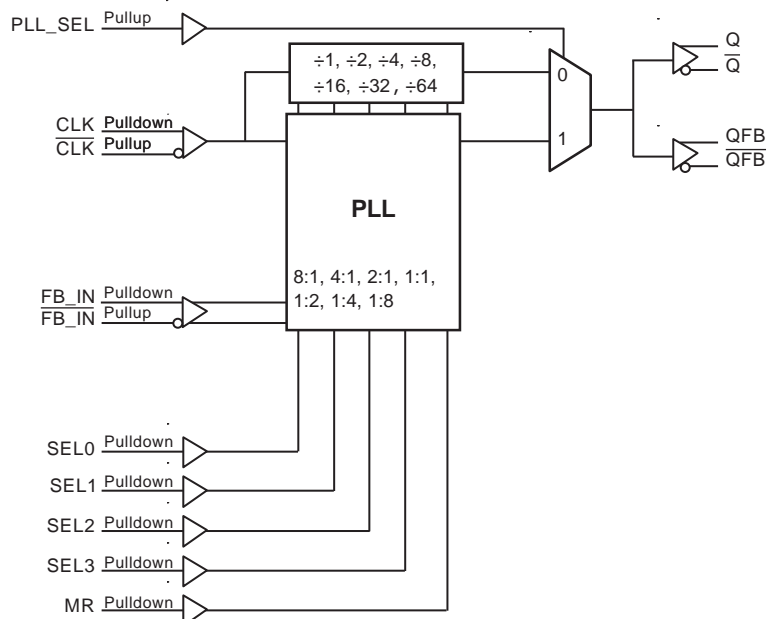 PLL_SEL Pullup
÷1, ÷2, ÷4, ÷8,
÷16, ÷32, ÷64
0
1
Q
Q
QFB
QFB
CLK Pulldown
CLK Pullup
PLL
8:1, 4:1, 2:1, 1:1,
1:2, 1:4, 1:8
FB_IN Pulldown
FB_IN Pullup
SEL0 Pulldown
SEL1 Pulldown
SEL2 Pulldown
SEL3 Pulldown
MR Pulldown